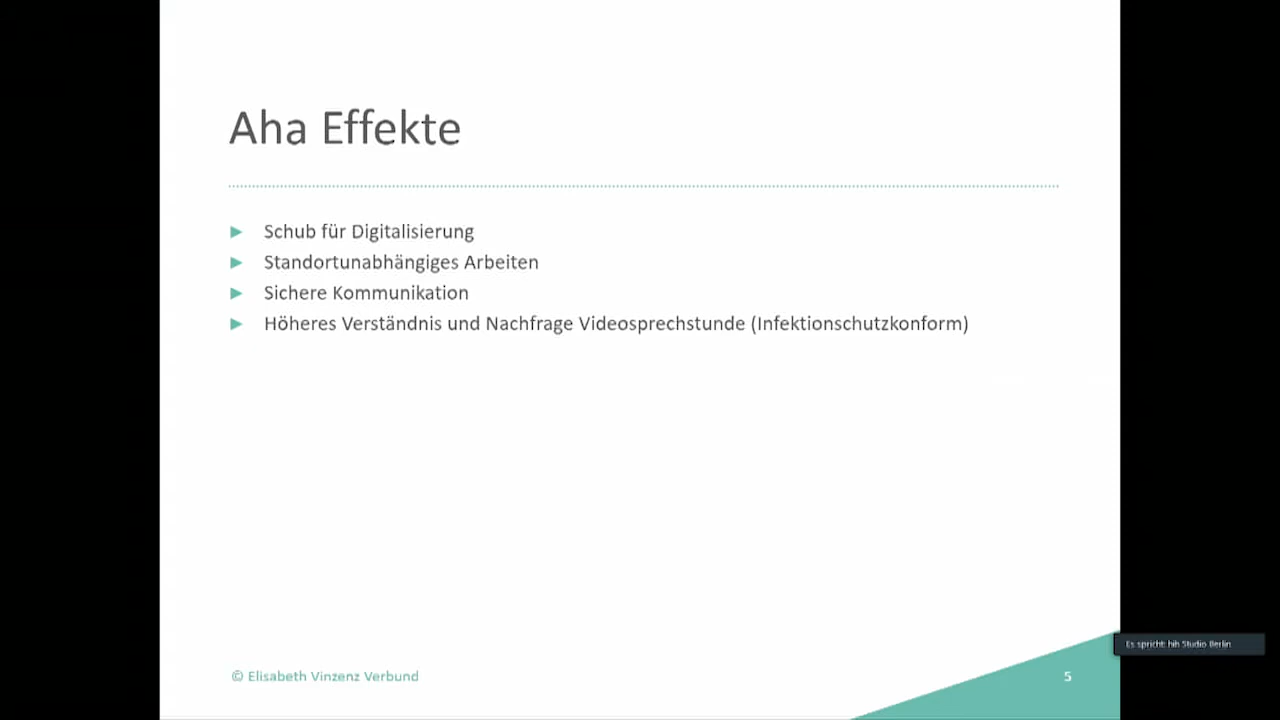 Aha Effekte
Schub für Digitalisierung
Standortunabhängiges Arbeiten
Sichere Kommunikation
Höheres Verständnis und Nachfrage Videosprechstunde (Infektionschutzkonform)
© Elisabeth Vinzenz Verbund
5
Es spricht: hih Studio Berlin